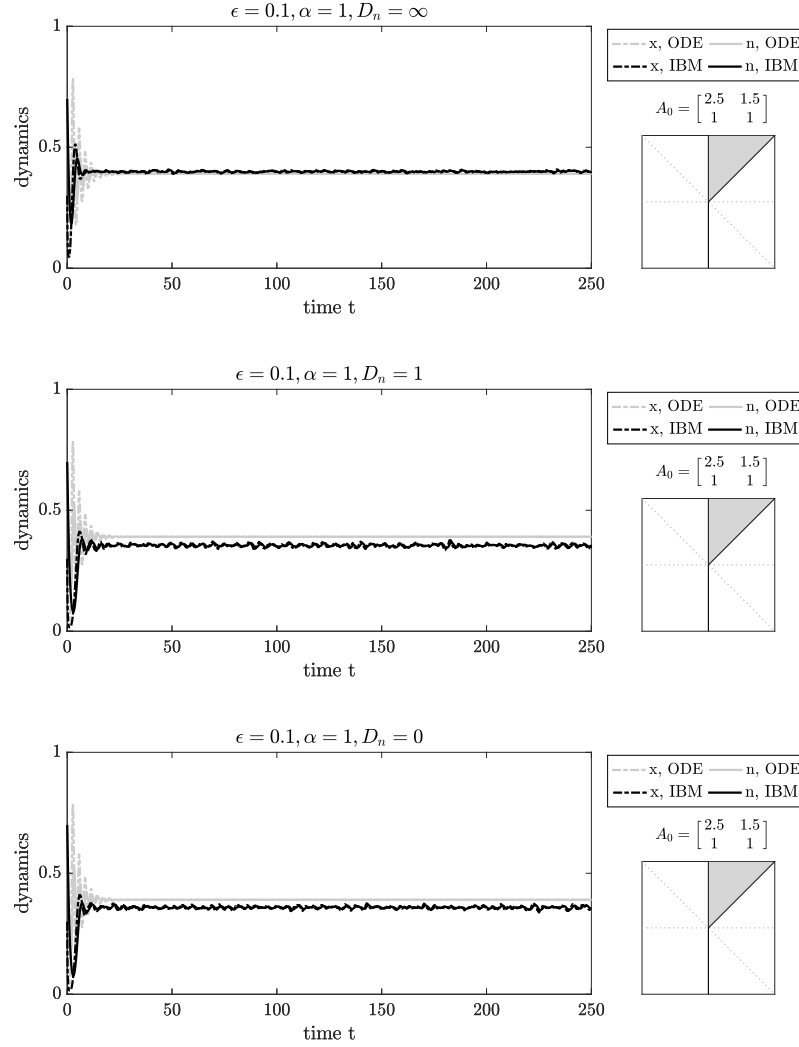 ϵ = 0.1, α = 1, D_n = ∞
1
0.5
0
dynamics
0 50 100 150 200 250
time t
x, ODE n, ODE
x, IBM n, IBM
A_0 = [2.5 1.5
1 1]
ϵ = 0.1, α = 1, D_n = 1
1
0.5
0
dynamics
0 50 100 150 200 250
time t
x, ODE n, ODE
x, IBM n, IBM
A_0 = [2.5 1.5
1 1]
ϵ = 0.1, α = 1, D_n = 0
1
0.5
0
dynamics
0 50 100 150 200 250
time t
x, ODE n, ODE
x, IBM n, IBM
A_0 = [2.5 1.5
1 1]